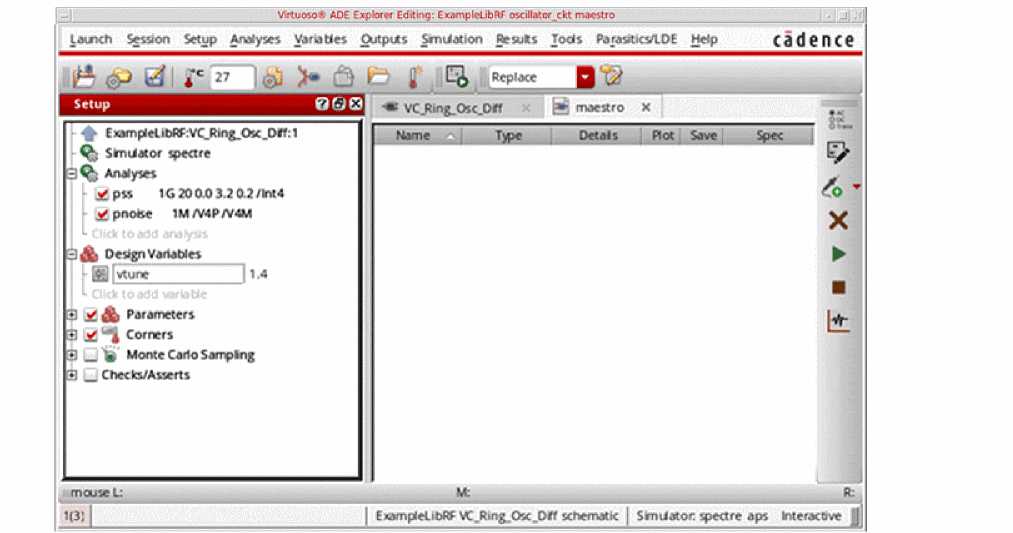 Virtuoso® ADE Explorer Editing: ExampleLibRF oscillator_ckt maestro
Launch Session Setup Analyses Variables Outputs Simulation Results Tools Parasitics/LDE Help cādence
°C 27 Replace
Setup VC_Ring_Osc_Diff × maestro ×
Name Type Details Plot Save Spec
ExampleLibRF:VC_Ring_Osc_Diff:1
Simulator spectre
Analyses
pss 1G 20 0.0 3.2 0.2 /Int4
pnoise 1M /V4P /V4M
Click to add analysis
Design Variables
vtune 1.4
Click to add variable
Parameters
Corners
Monte Carlo Sampling
Checks/Asserts
AC
DC
Trans
mouse L: M: R:
1(3) ExampleLibRF VC_Ring_Osc_Diff schematic Simulator: spectre aps Interactive